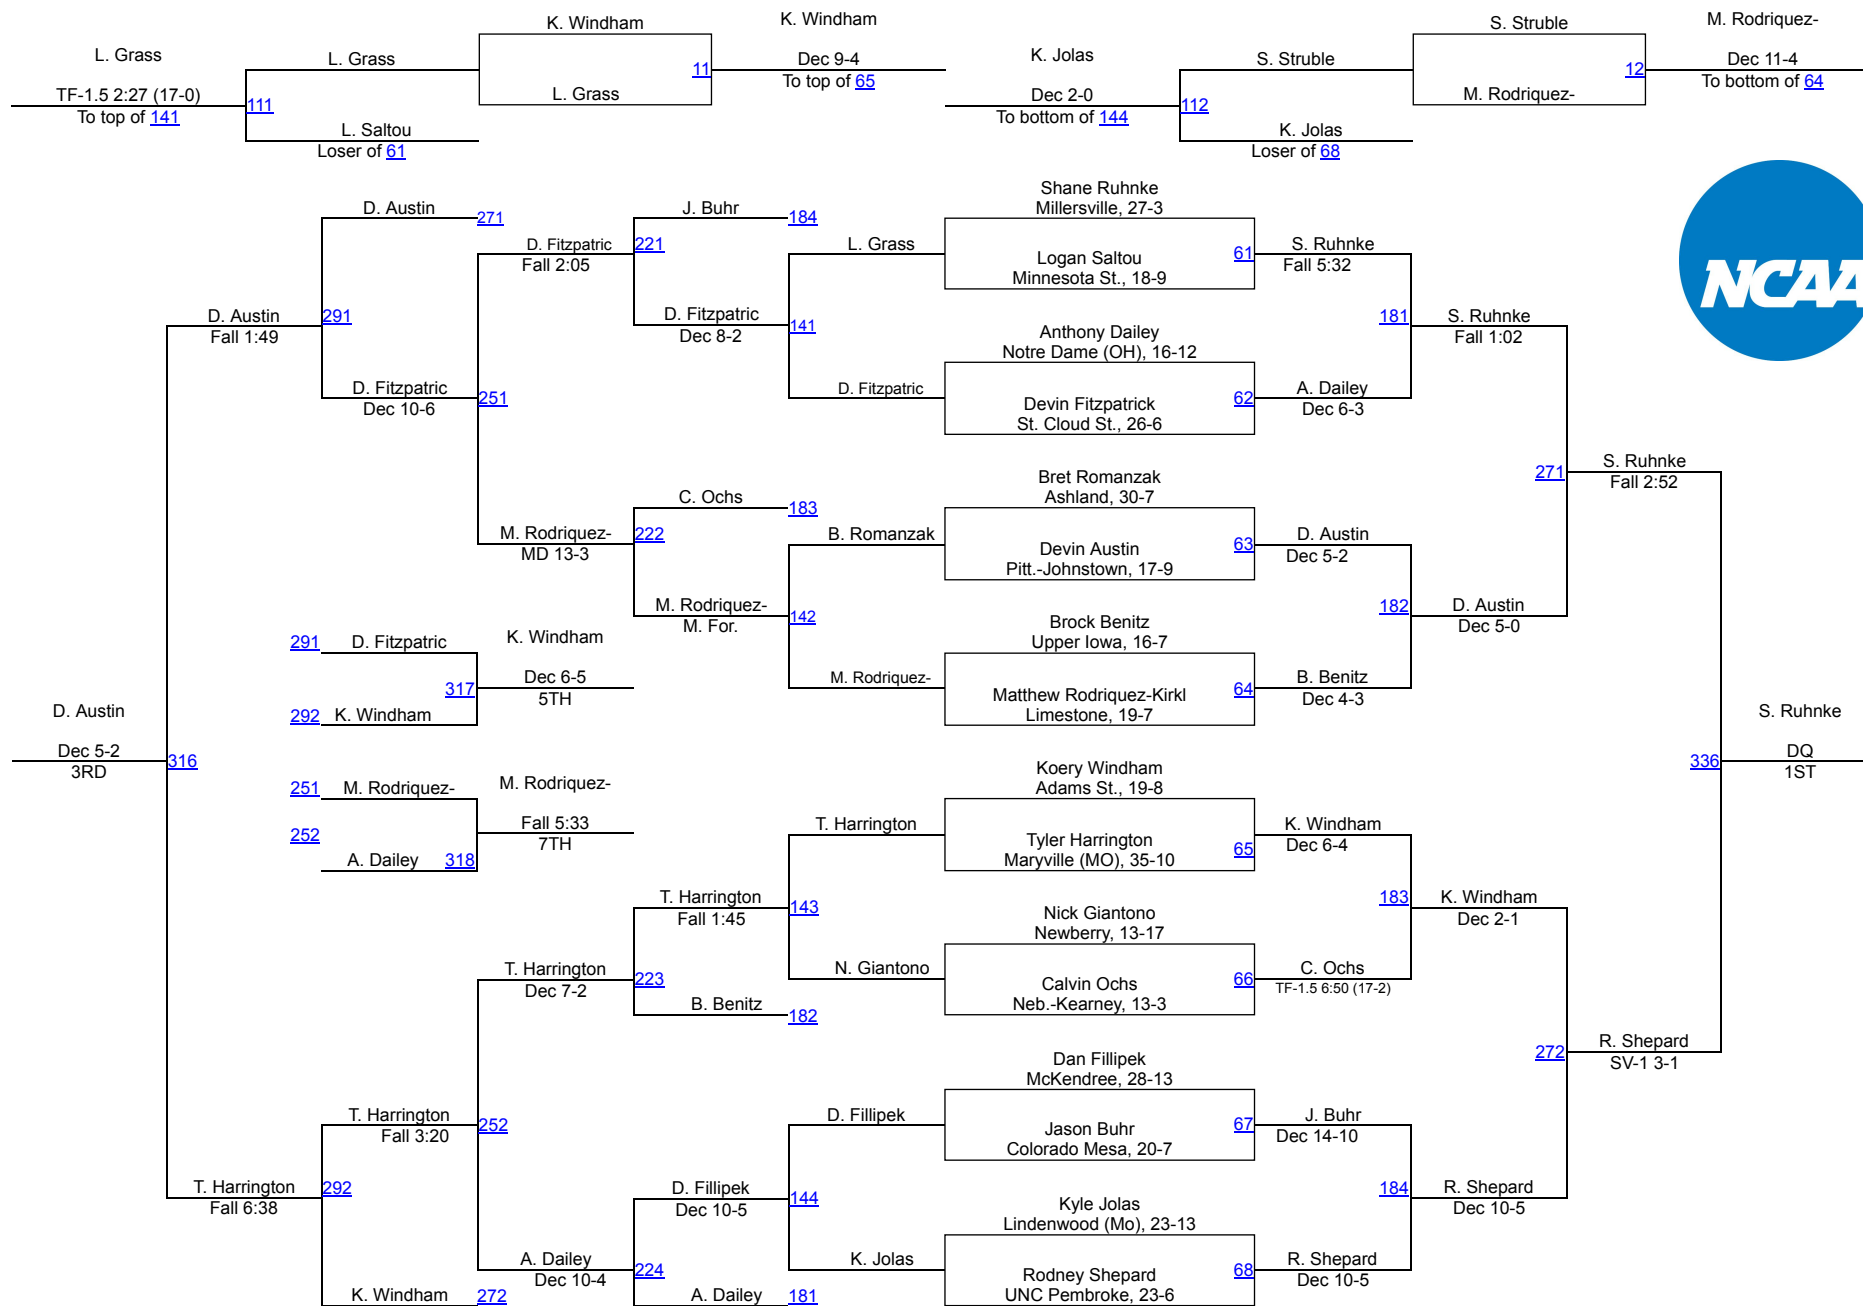 K. Windham
K. Windham
S. Struble
M. Rodriquez-
L. Grass
L. Grass
Dec 9-4
K. Jolas
S. Struble
Dec 11-4
11
12
To top of 65
To bottom of 64
TF-1.5 2:27 (17-0)
L. Grass
Dec 2-0
M. Rodriquez-
111
112
To top of 141
To bottom of 144
L. Saltou
K. Jolas
Loser of 61
Loser of 68
NCAA
D. Austin
271
J. Buhr
184
Shane Ruhnke
Millersville, 27-3
D. Fitzpatric
221
L. Grass
Logan Saltou
61
S. Ruhnke
Fall 2:05
Minnesota St., 18-9
Fall 5:32
D. Austin
291
D. Fitzpatric
141
Anthony Dailey
181
S. Ruhnke
Fall 1:49
Dec 8-2
Notre Dame (OH), 16-12
Fall 1:02
D. Fitzpatric
251
D. Fitzpatric
Devin Fitzpatrick
62
A. Dailey
Dec 10-6
St. Cloud St., 26-6
Dec 6-3
271
S. Ruhnke
Fall 2:52
C. Ochs
183
Bret Romanzak
Ashland, 30-7
M. Rodriquez-
222
B. Romanzak
Devin Austin
63
D. Austin
MD 13-3
Pitt.-Johnstown, 17-9
Dec 5-2
M. Rodriquez-
142
Brock Benitz
182
D. Austin
M. For.
Upper Iowa, 16-7
Dec 5-0
291
D. Fitzpatric
K. Windham
Dec 6-5
317
5TH
292
K. Windham
M. Rodriquez-
Matthew Rodriquez-Kirkl
64
B. Benitz
Limestone, 19-7
Dec 4-3
D. Austin
S. Ruhnke
Dec 5-2
316
336
DQ
3RD
1ST
251
M. Rodriquez-
M. Rodriquez-
Fall 5:33
252
7TH
A. Dailey
318
Koery Windham
Adams St., 19-8
T. Harrington
Tyler Harrington
65
K. Windham
Maryville (MO), 35-10
Dec 6-4
T. Harrington
143
Nick Giantono
183
K. Windham
Fall 1:45
Newberry, 13-17
Dec 2-1
T. Harrington
223
N. Giantono
Calvin Ochs
66
C. Ochs
Dec 7-2
Neb.-Kearney, 13-3
TF-1.5 6:50 (17-2)
B. Benitz
182
272
R. Shepard
SV-1 3-1
Dan Fillipek
McKendree, 28-13
T. Harrington
252
D. Fillipek
Jason Buhr
67
J. Buhr
Fall 3:20
Colorado Mesa, 20-7
Dec 14-10
T. Harrington
292
D. Fillipek
144
Kyle Jolas
184
R. Shepard
Fall 6:38
Dec 10-5
Lindenwood (Mo), 23-13
Dec 10-5
A. Dailey
224
K. Jolas
Rodney Shepard
68
R. Shepard
Dec 10-4
UNC Pembroke, 23-6
Dec 10-5
K. Windham
272
A. Dailey
181